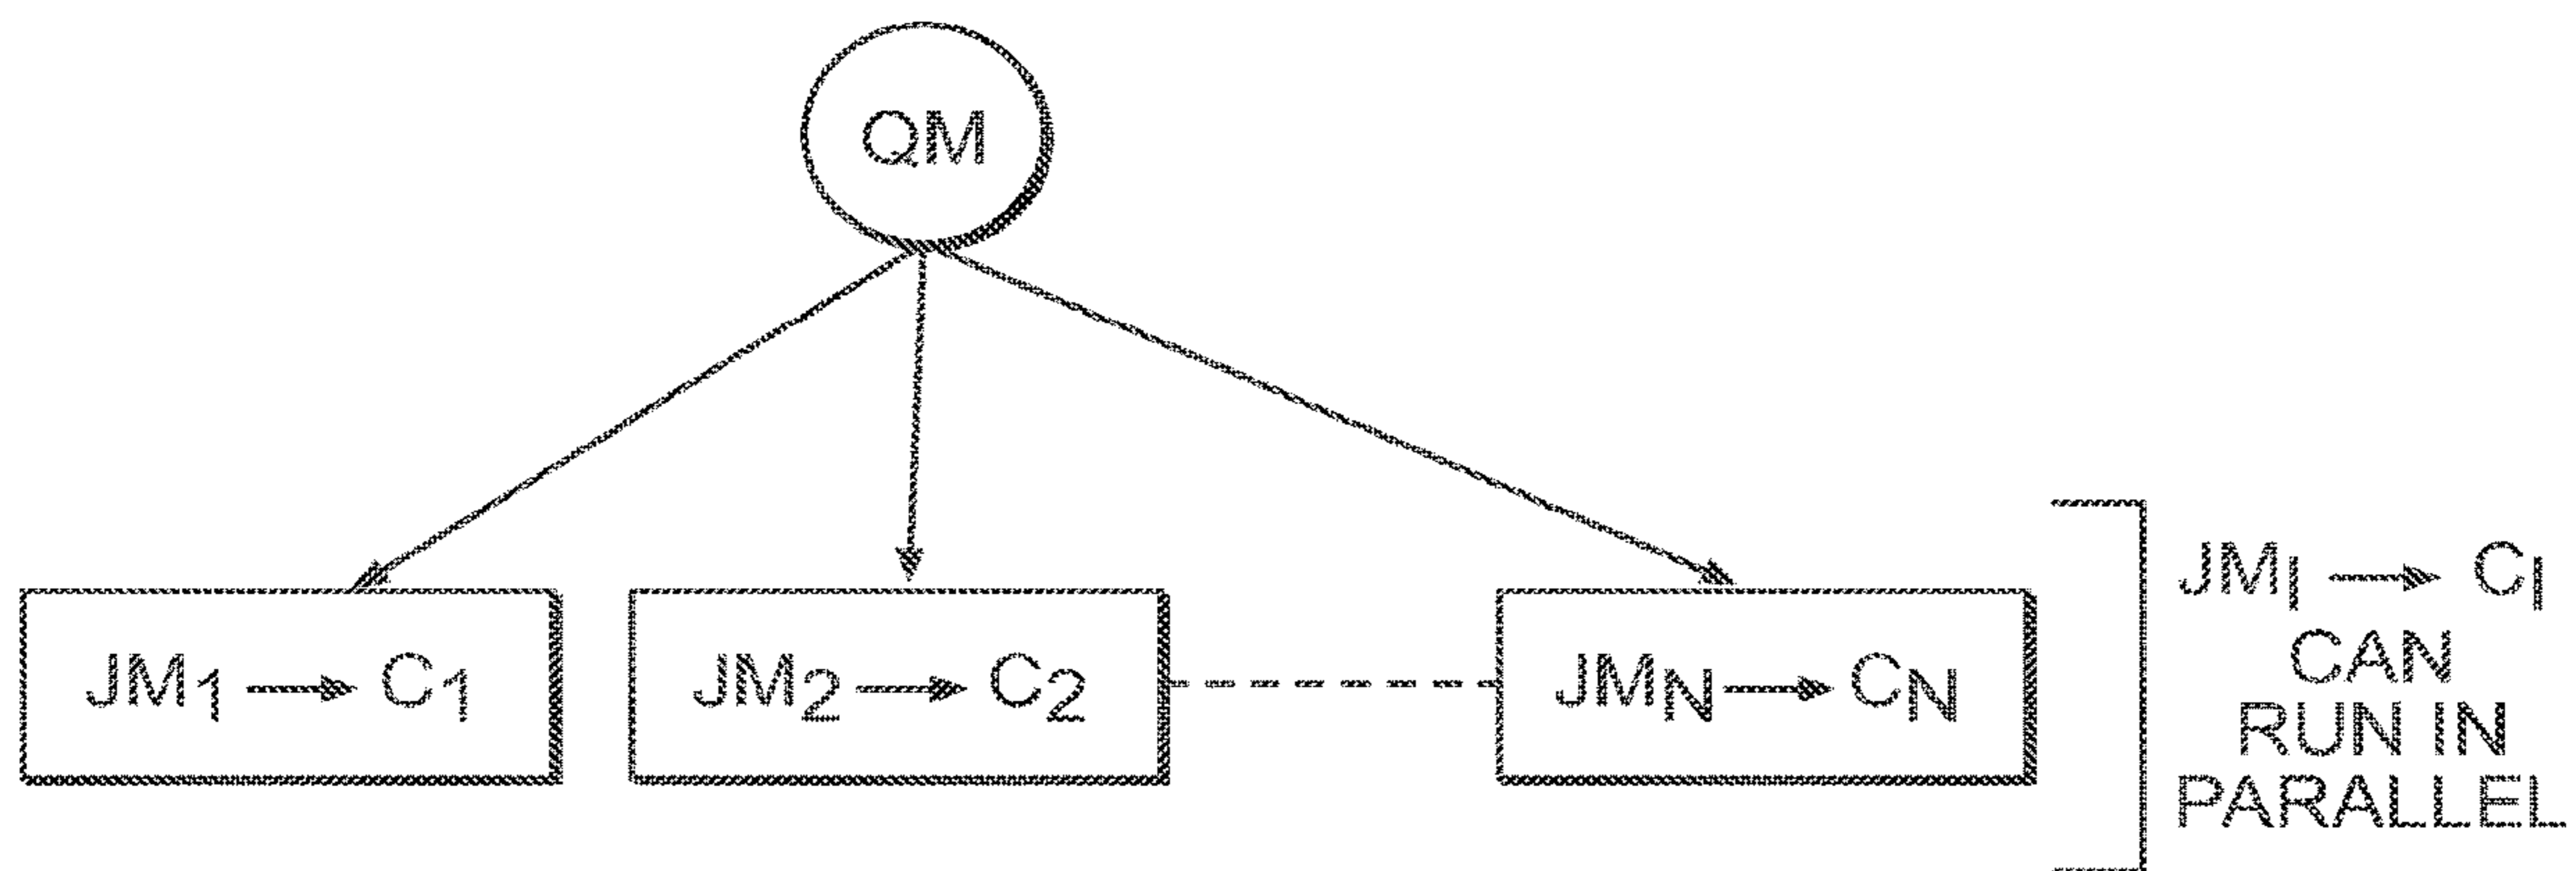 QM
JM1 → C1
JM2 → C2
JMN → CN
JMI → CI
CAN
RUN IN
PARALLEL